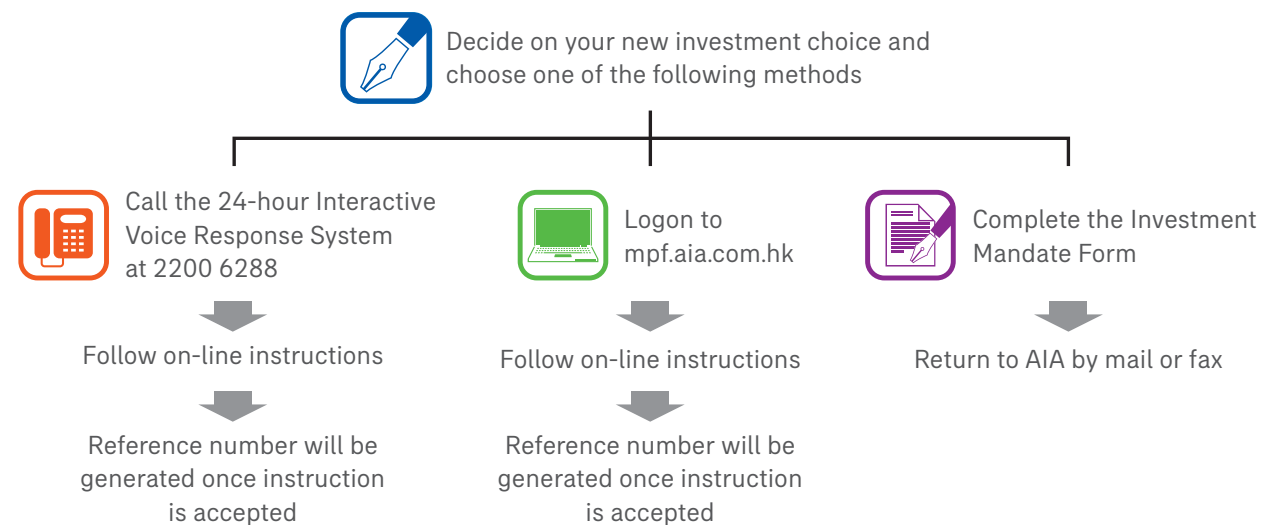 Decide on your new investment choice and
choose one of the following methods
Call the 24-hour Interactive
Voice Response System
at 2200 6288
Follow on-line instructions
Reference number will be
generated once instruction
is accepted
Logon to
mpf.aia.com.hk
Follow on-line instructions
Reference number will be
generated once instruction
is accepted
Complete the Investment
Mandate Form
Return to AIA by mail or fax